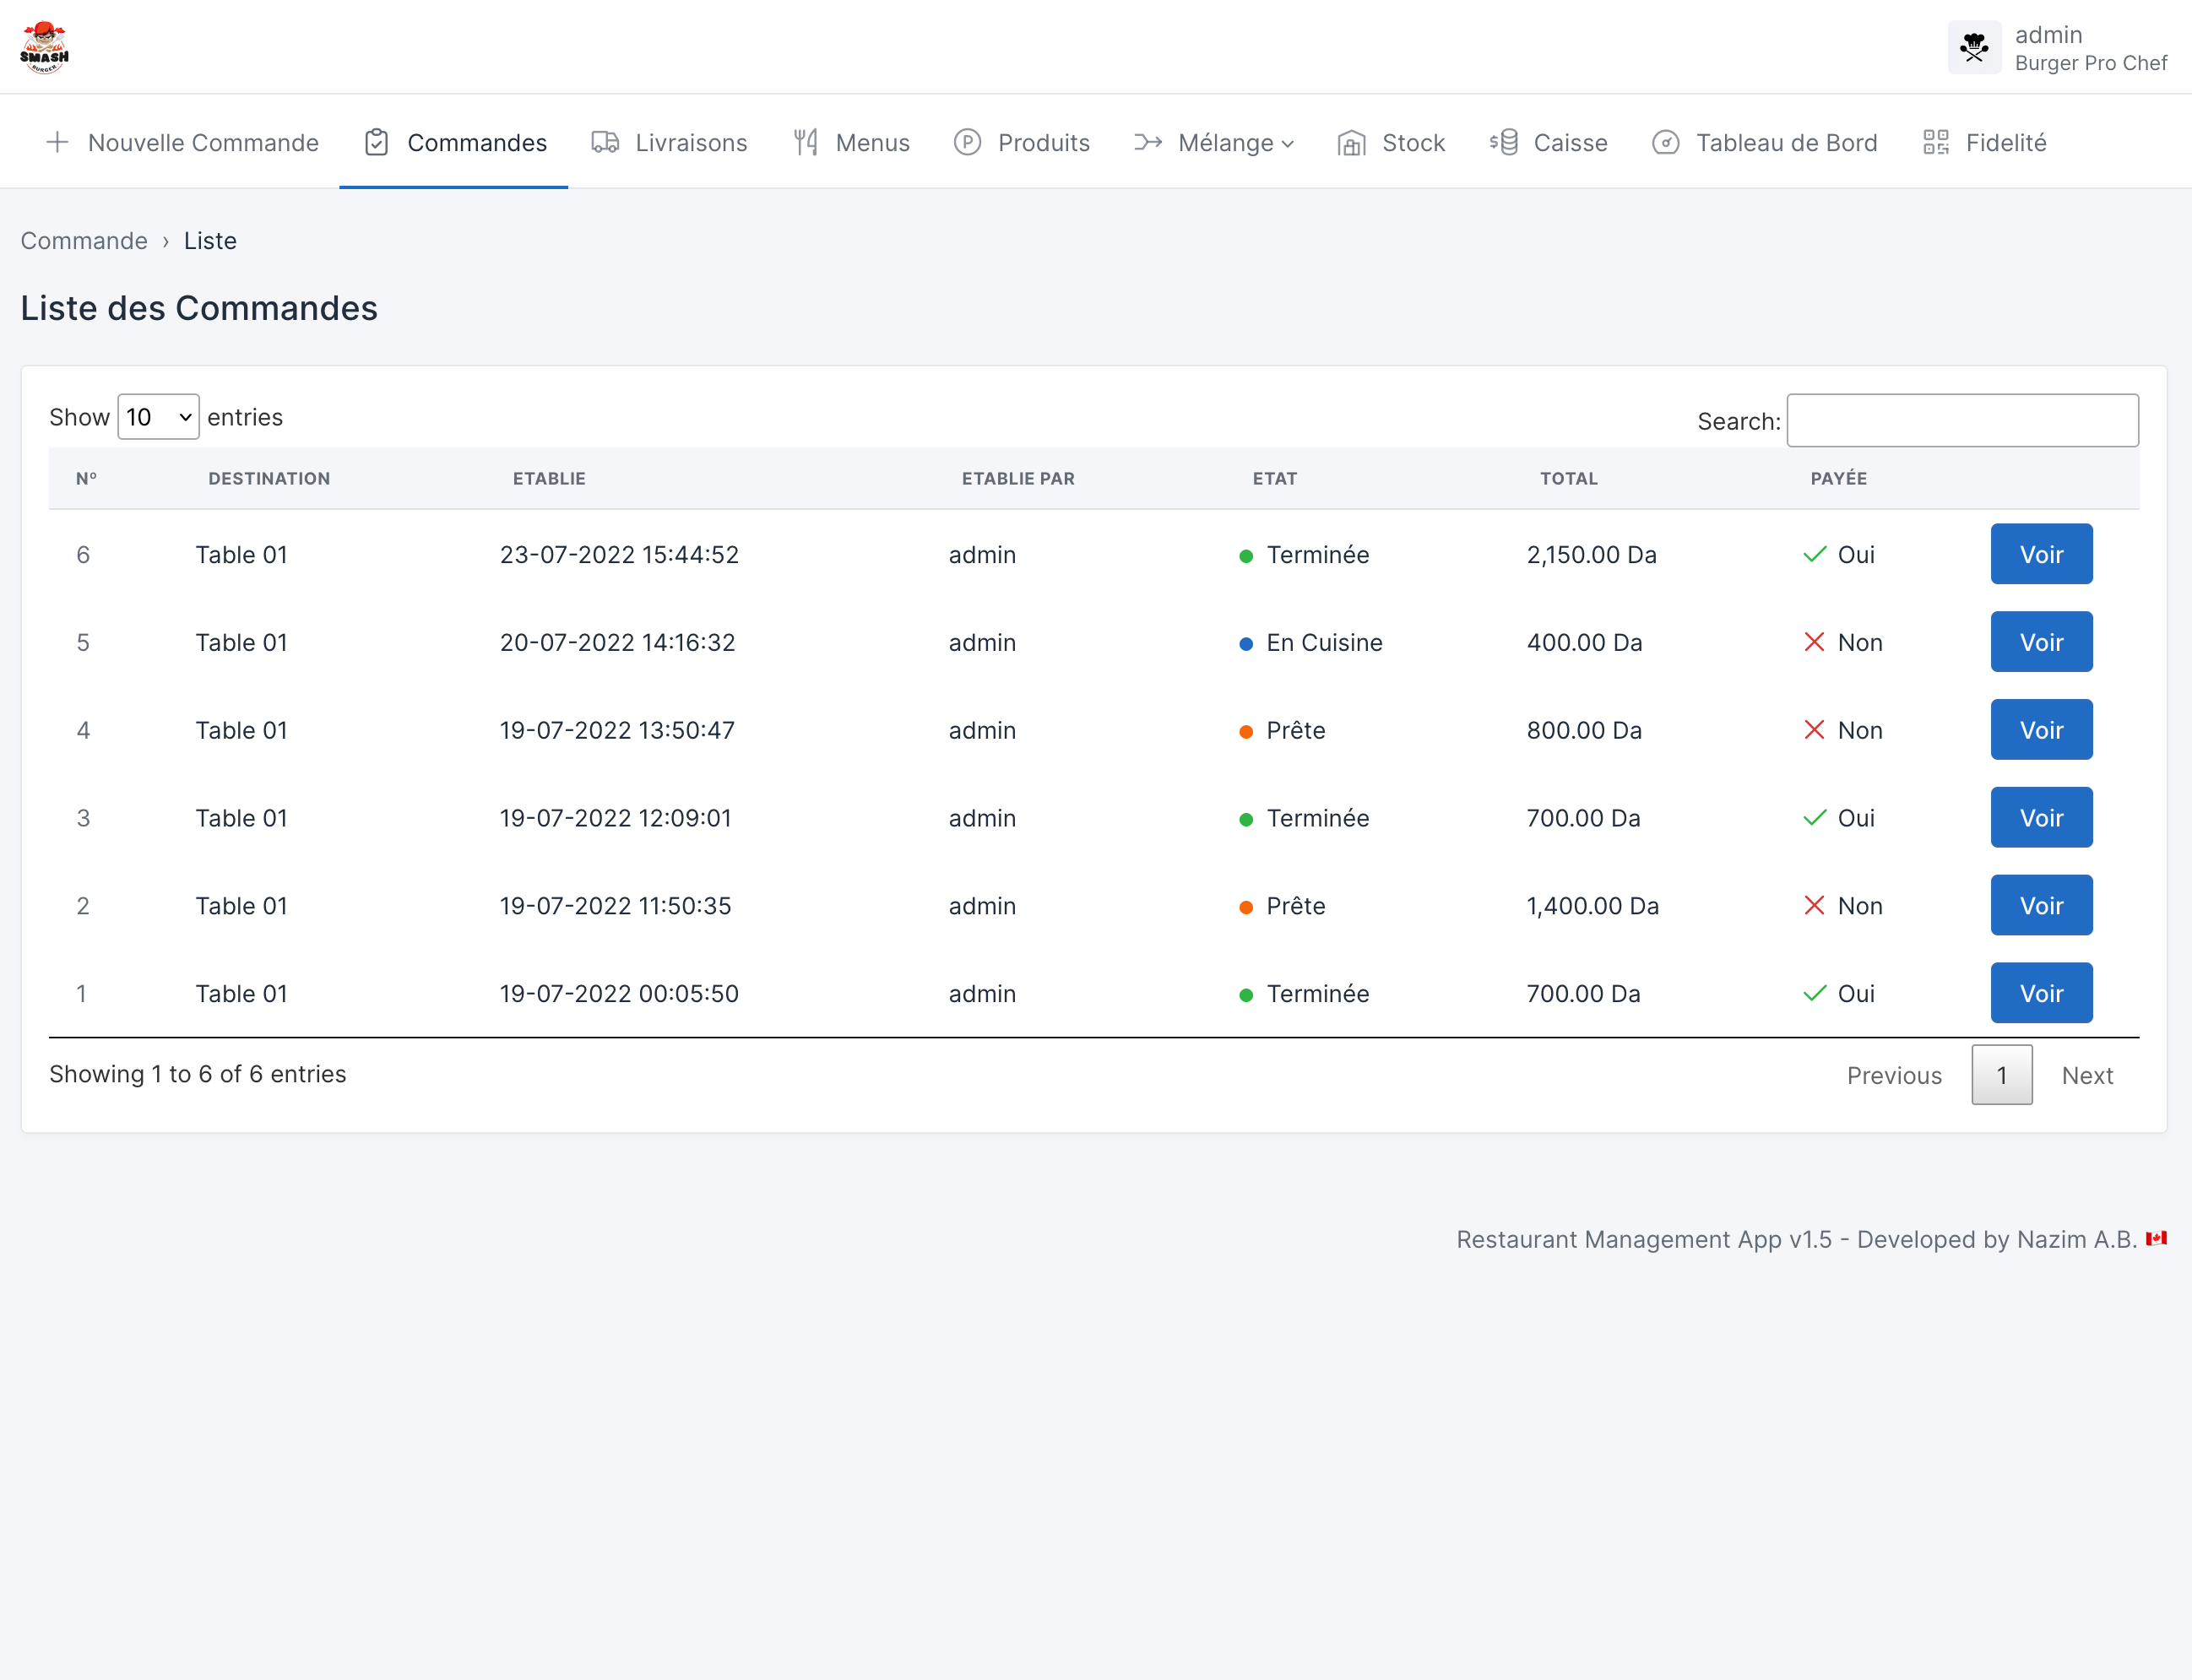 SMASH
BURGER
admin
Burger Pro Chef
Nouvelle Commande
Commandes
Livraisons
Menus
Produits
Mélange
Stock
Caisse
Tableau de Bord
Fidelité
Commande › Liste
Liste des Commandes
Show 10 entries
Search:
Nº DESTINATION ETABLIE ETABLIE PAR ETAT TOTAL PAYÉE
6 Table 01 23-07-2022 15:44:52 admin Terminée 2,150.00 Da Oui Voir
5 Table 01 20-07-2022 14:16:32 admin En Cuisine 400.00 Da Non Voir
4 Table 01 19-07-2022 13:50:47 admin Prête 800.00 Da Non Voir
3 Table 01 19-07-2022 12:09:01 admin Terminée 700.00 Da Oui Voir
2 Table 01 19-07-2022 11:50:35 admin Prête 1,400.00 Da Non Voir
1 Table 01 19-07-2022 00:05:50 admin Terminée 700.00 Da Oui Voir
Showing 1 to 6 of 6 entries
Previous 1 Next
Restaurant Management App v1.5 - Developed by Nazim A.B. 🇨🇦